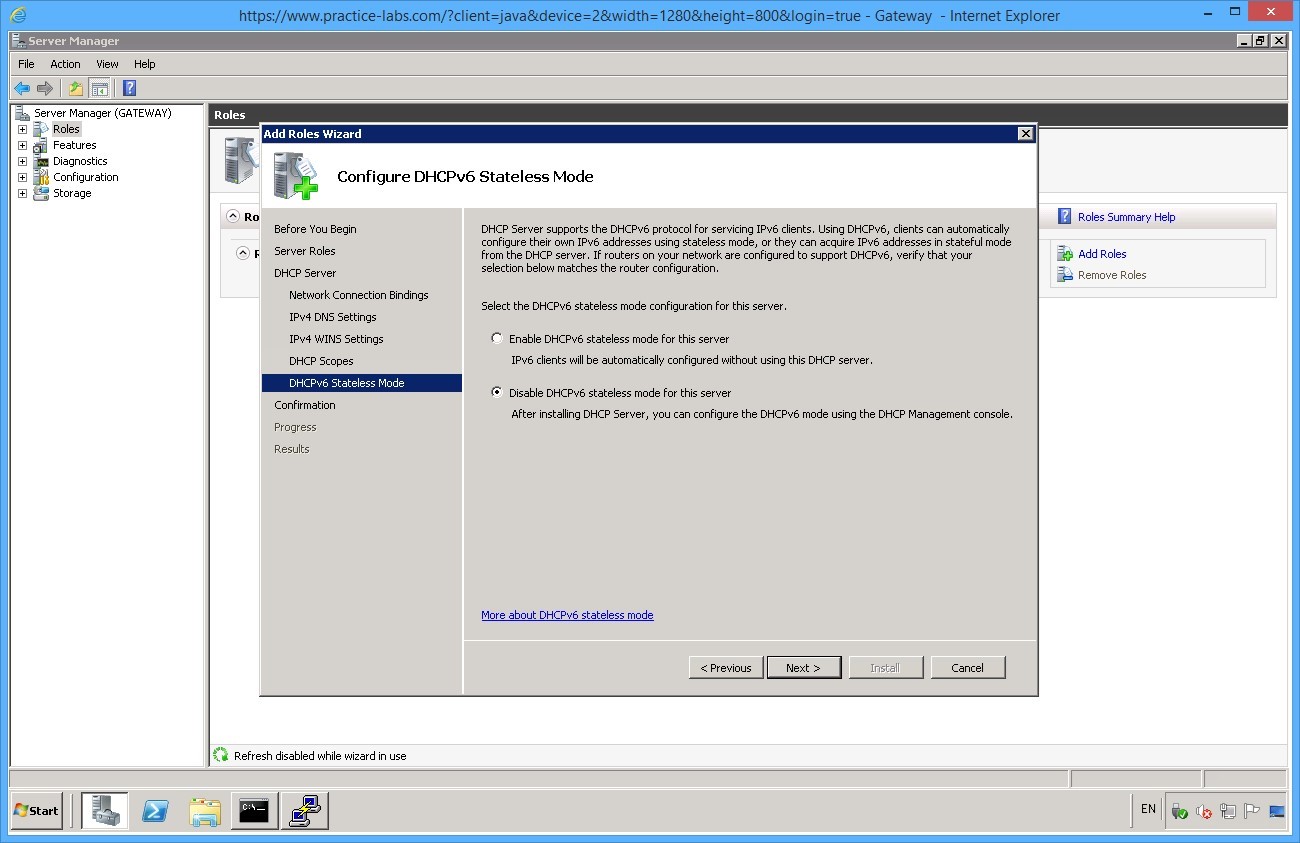 https://www.practice-labs.com/?client=java&device=2&width=1280&height=800&login=true - Gateway - Internet Explorer
Server Manager
File Action View Help
Server Manager (GATEWAY)
Roles
Features
Diagnostics
Configuration
Storage
Roles
Add Roles Wizard
Configure DHCPv6 Stateless Mode
Ro
Before You Begin
Server Roles
DHCP Server
Network Connection Bindings
IPv4 DNS Settings
IPv4 WINS Settings
DHCP Scopes
DHCPv6 Stateless Mode
Confirmation
Progress
Results
DHCP Server supports the DHCPv6 protocol for servicing IPv6 clients. Using DHCPv6, clients can automatically
configure their own IPv6 addresses using stateless mode, or they can acquire IPv6 addresses in stateful mode
from the DHCP server. If routers on your network are configured to support DHCPv6, verify that your
selection below matches the router configuration.
Select the DHCPv6 stateless mode configuration for this server.
Enable DHCPv6 stateless mode for this server
IPv6 clients will be automatically configured without using this DHCP server.
Disable DHCPv6 stateless mode for this server
After installing DHCP Server, you can configure the DHCPv6 mode using the DHCP Management console.
More about DHCPv6 stateless mode
< Previous Next > Install Cancel
Roles Summary Help
Add Roles
Remove Roles
Refresh disabled while wizard in use
Start
C:\
EN